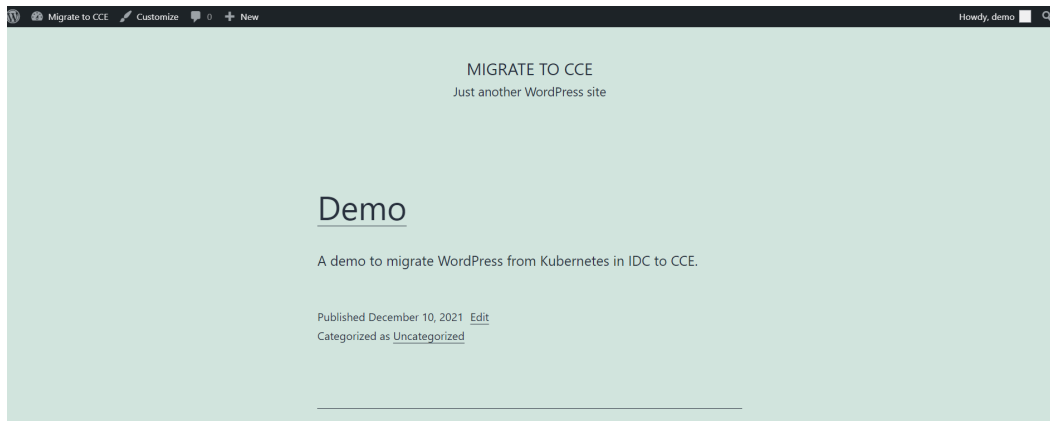 Migrate to CCE Customize 0 New Howdy, demo
MIGRATE TO CCE
Just another WordPress site
Demo
A demo to migrate WordPress from Kubernetes in IDC to CCE.
Published December 10, 2021 Edit
Categorized as Uncategorized